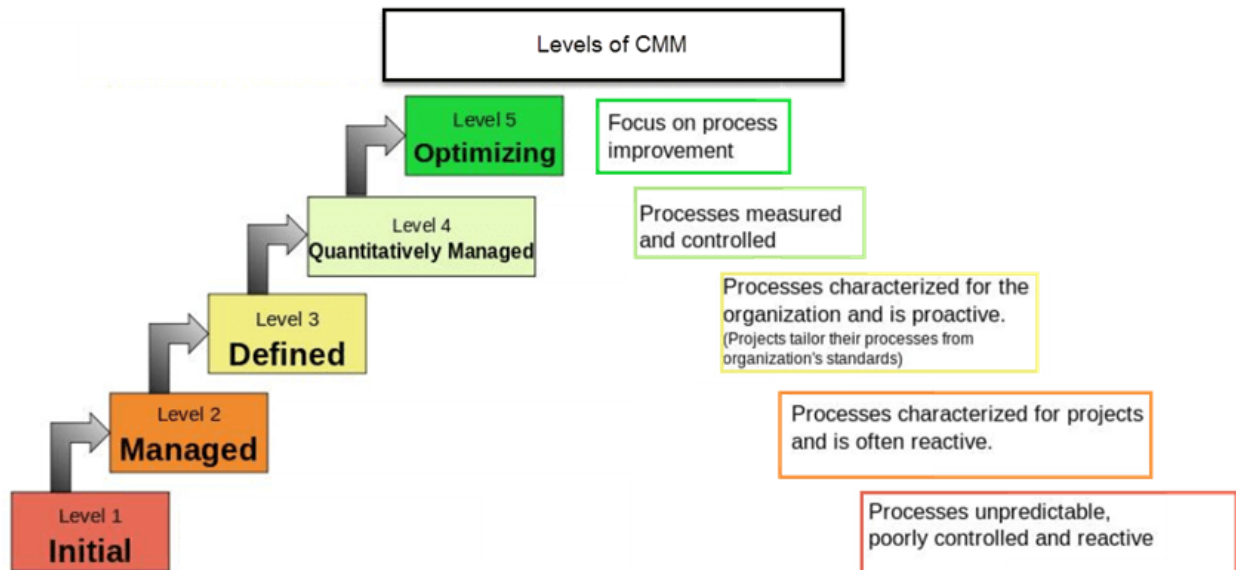 Levels of CMM
Level 5
Optimizing
Focus on process
improvement
Level 4
Quantitatively Managed
Processes measured
and controlled
Level 3
Defined
Processes characterized for the
organization and is proactive.
(Projects tailor their processes from
organization's standards)
Level 2
Managed
Processes characterized for projects
and is often reactive.
Level 1
Initial
Processes unpredictable,
poorly controlled and reactive